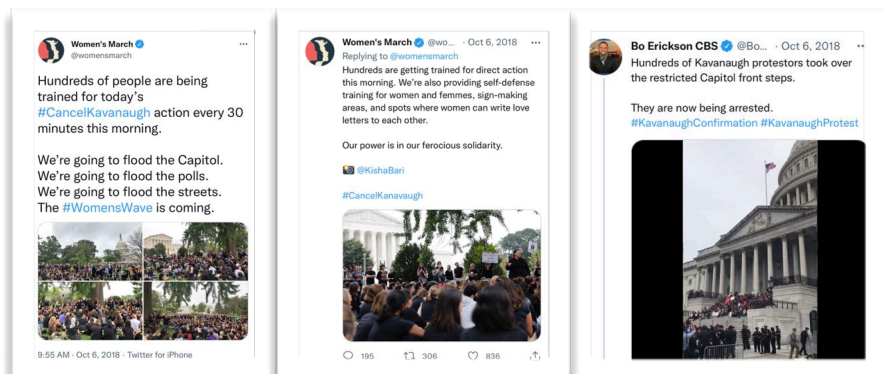 Women's March
@womensmarch
Hundreds of people are being
trained for today's
#CancelKavanaugh action every 30
minutes this morning.
We're going to flood the Capitol.
We're going to flood the polls.
We're going to flood the streets.
The #WomensWave is coming.
9:55 AM · Oct 6, 2018 · Twitter for iPhone
Women's March @wo... · Oct 6, 2018
Replying to @womensmarch
Hundreds are getting trained for direct action
this morning. We're also providing self-defense
training for women and femmes, sign-making
areas, and spots where women can write love
letters to each other.
Our power is in our ferocious solidarity.
📸 @KishaBari
#CancelKanavaugh
195 306 836
Bo Erickson CBS @Bo... · Oct 6, 2018
Hundreds of Kavanaugh protestors took over
the restricted Capitol front steps.
They are now being arrested.
#KavanaughConfirmation #KavanaughProtest